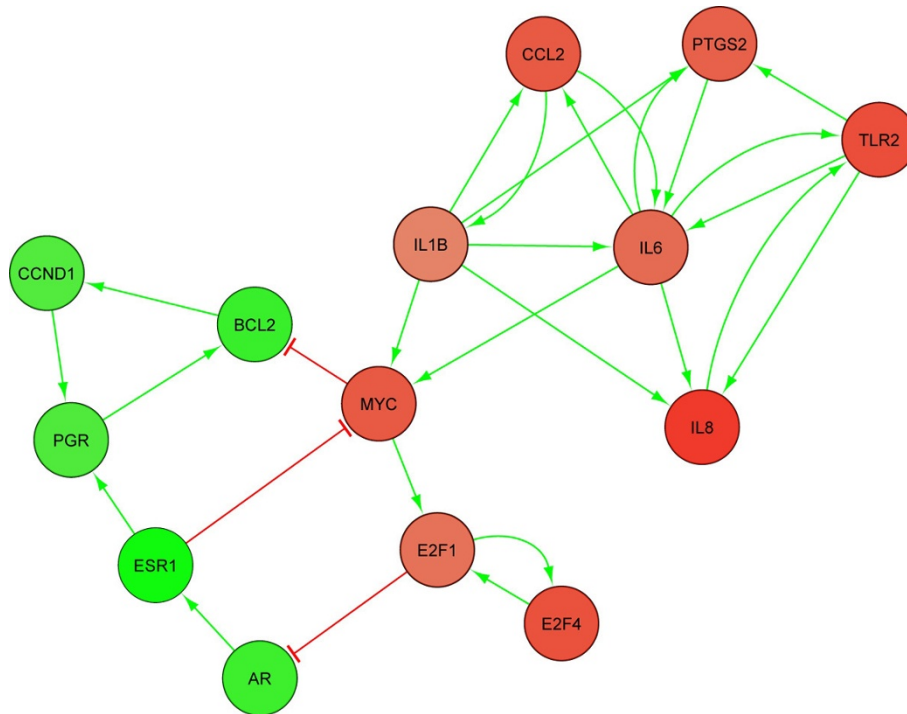 PTGS2
CCL2
TLR2
IL1B
IL6
CCND1
BCL2
MYC
IL8
PGR
E2F1
ESR1
E2F4
AR